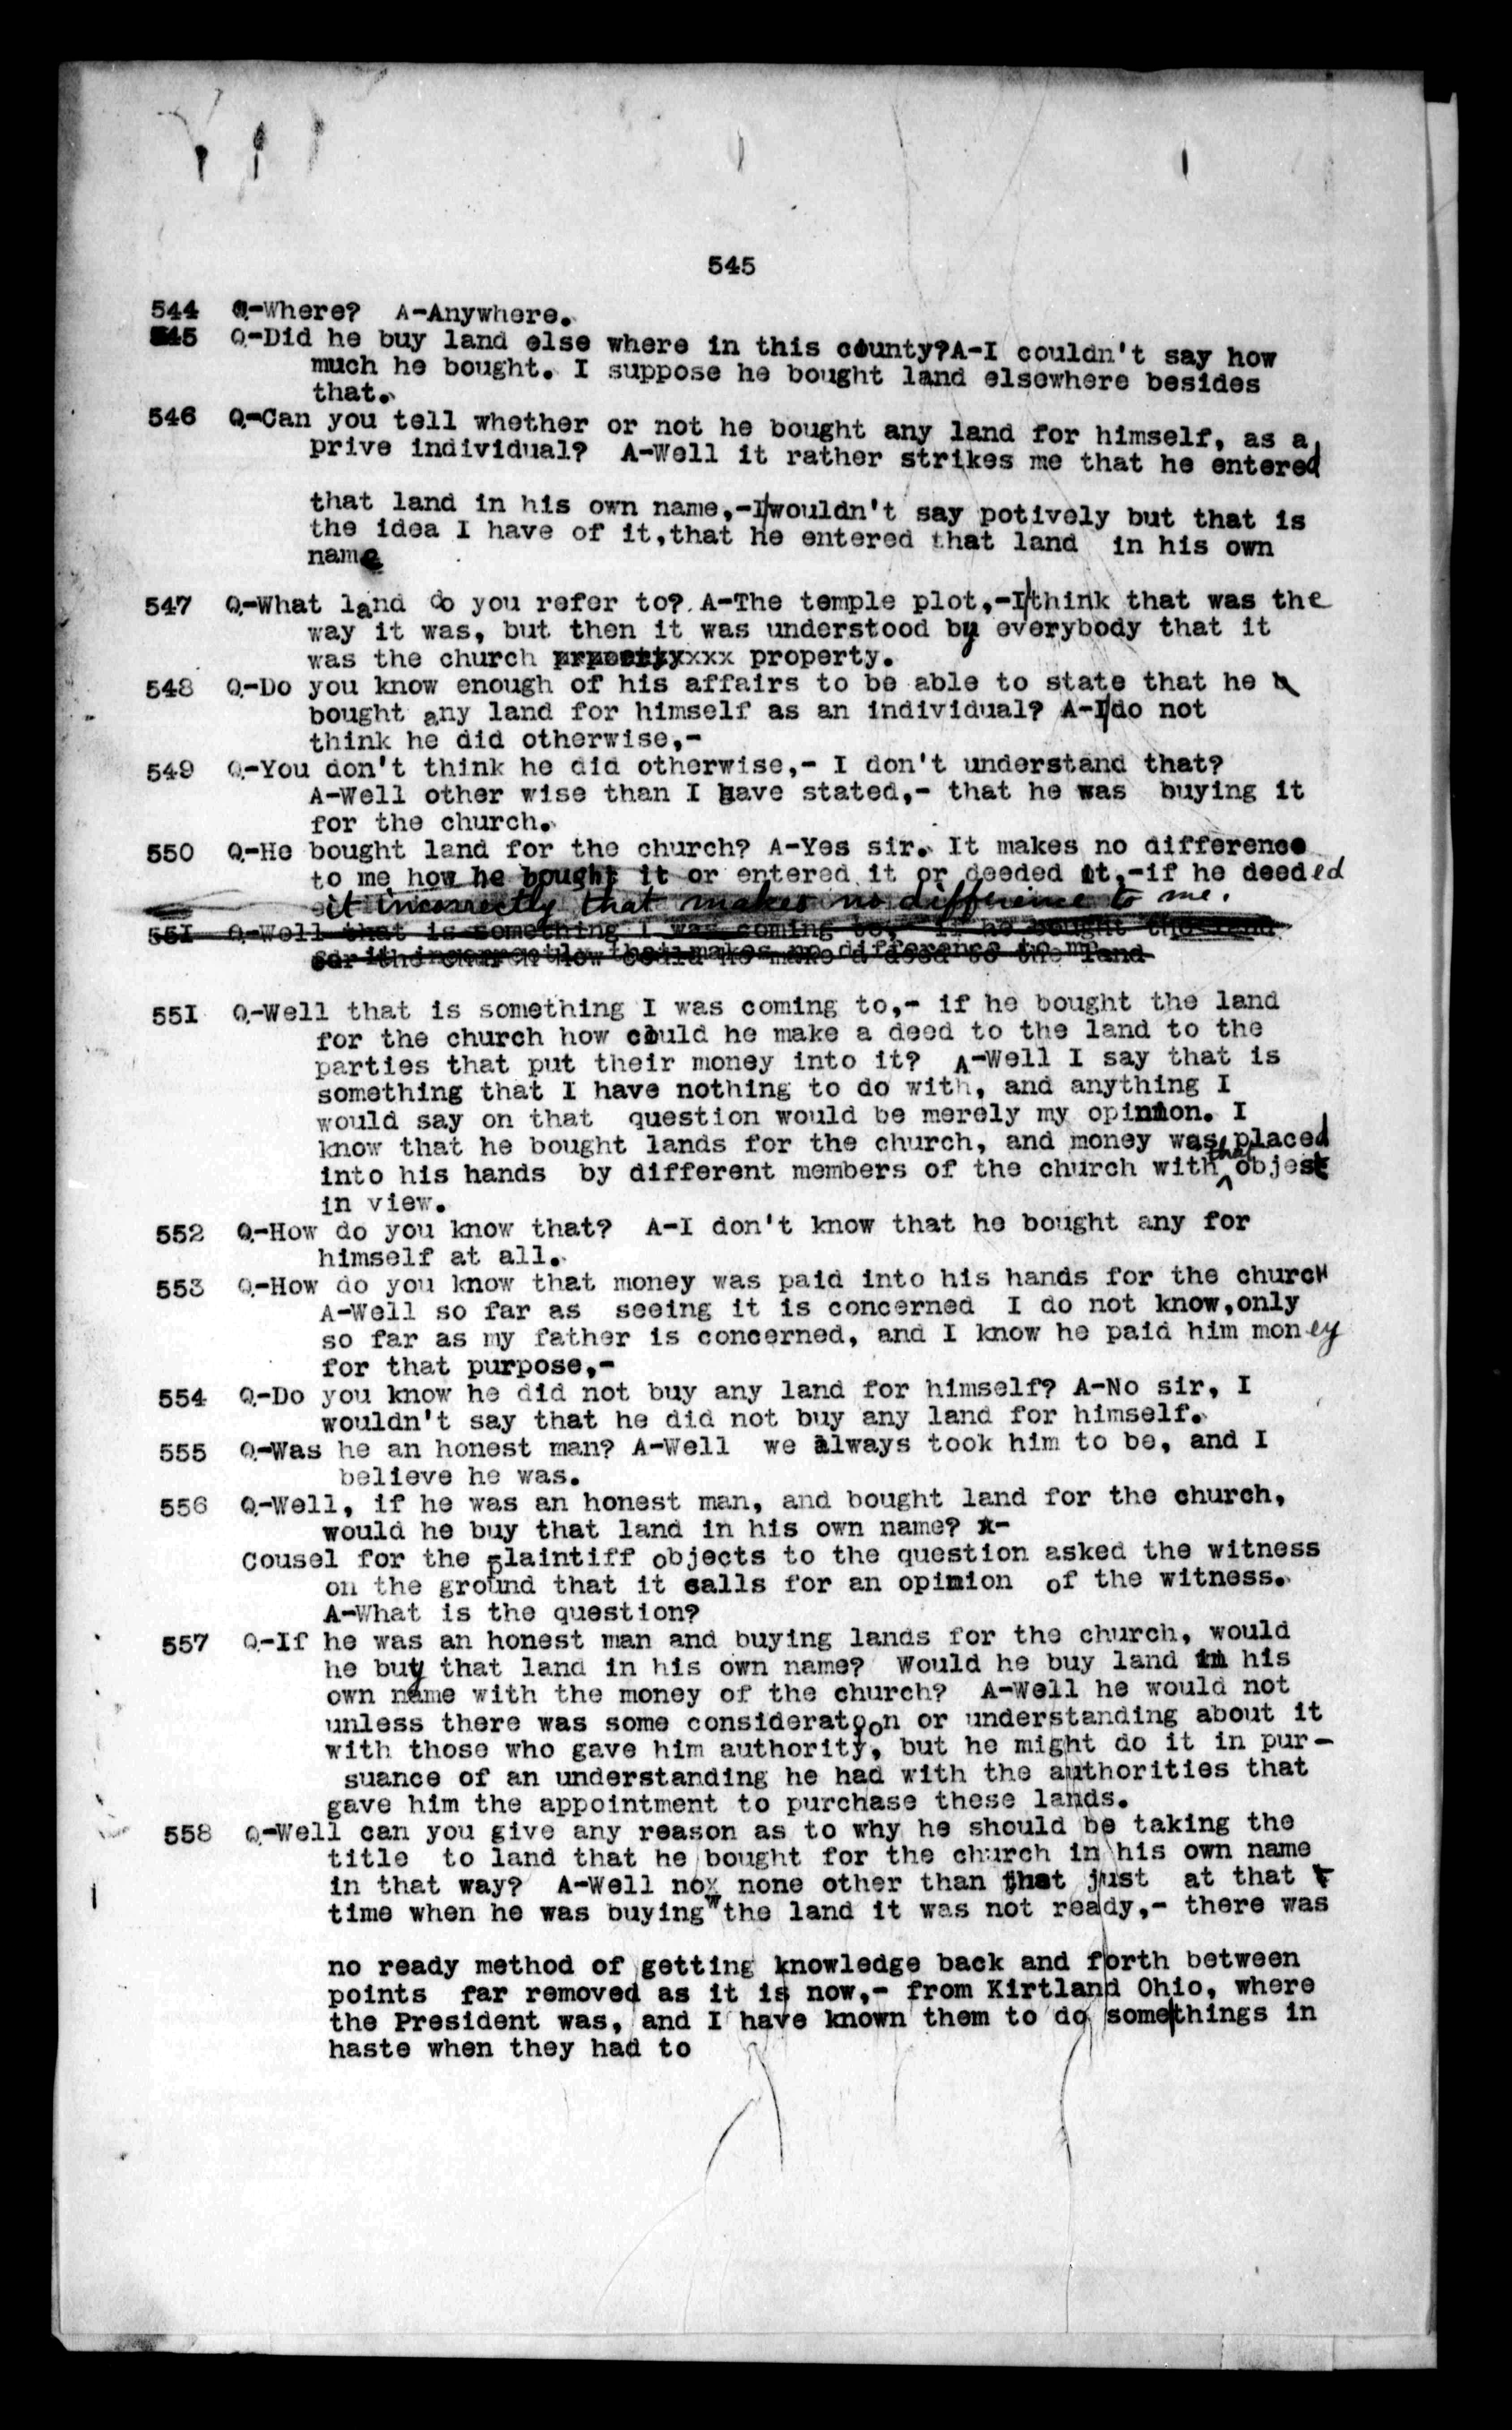 545
544 Q-Where? A-Anywhere.
545 Q-Did he buy land else where in this county?A-I couldn't say how
much he bought. I suppose he bought land elsewhere besides
that.
546 Q-Can you tell whether or not he bought any land for himself, as a
prive individual? A-Well it rather strikes me that he entered
that land in his own name,-I wouldn't say potively but that is
the idea I have of it,that he entered that land in his own
name
547 Q-What land do you refer to? A-The temple plot,-I think that was the
way it was, but then it was understood by everybody that it
was the church property.
548 Q-Do you know enough of his affairs to be able to state that he
bought any land for himself as an individual? A-I do not
think he did otherwise,-
549 Q-You don't think he did otherwise,- I don't understand that?
A-Well other wise than I have stated,- that he was buying it
for the church.
550 Q-He bought land for the church? A-Yes sir. It makes no difference
to me how he bought it or entered it or deeded it,-if he deeded
it incorrectly that makes no difference to me.
551 Q-Well that is something I was coming to,- if he bought the land
551 Q-Well that is something I was coming to,- if he bought the land
for the church how could he make a deed to the land to the
parties that put their money into it? A-Well I say that is
something that I have nothing to do with, and anything I
would say on that question would be merely my opinion. I
know that he bought lands for the church, and money was placed
into his hands by different members of the church with that object
in view.
552 Q-How do you know that? A-I don't know that he bought any for
himself at all.
553 Q-How do you know that money was paid into his hands for the church
A-Well so far as seeing it is concerned I do not know,only
so far as my father is concerned, and I know he paid him money
for that purpose,-
554 Q-Do you know he did not buy any land for himself? A-No sir, I
wouldn't say that he did not buy any land for himself.
555 Q-Was he an honest man? A-Well we always took him to be, and I
believe he was.
556 Q-Well, if he was an honest man, and bought land for the church,
would he buy that land in his own name? A-
Cousel for the plaintiff objects to the question asked the witness
on the ground that it calls for an opinion of the witness.
A-What is the question?
557 Q-If he was an honest man and buying lands for the church, would
he buy that land in his own name? Would he buy land in his
own name with the money of the church? A-Well he would not
unless there was some consideratoon or understanding about it
with those who gave him authority, but he might do it in pur-
suance of an understanding he had with the authorities that
gave him the appointment to purchase these lands.
558 Q-Well can you give any reason as to why he should be taking the
title to land that he bought for the church in his own name
in that way? A-Well no, none other than that just at that
time when he was buying the land it was not ready,- there was
no ready method of getting knowledge back and forth between
points far removed as it is now,- from Kirtland Ohio, where
the President was, and I have known them to do some things in
haste when they had to